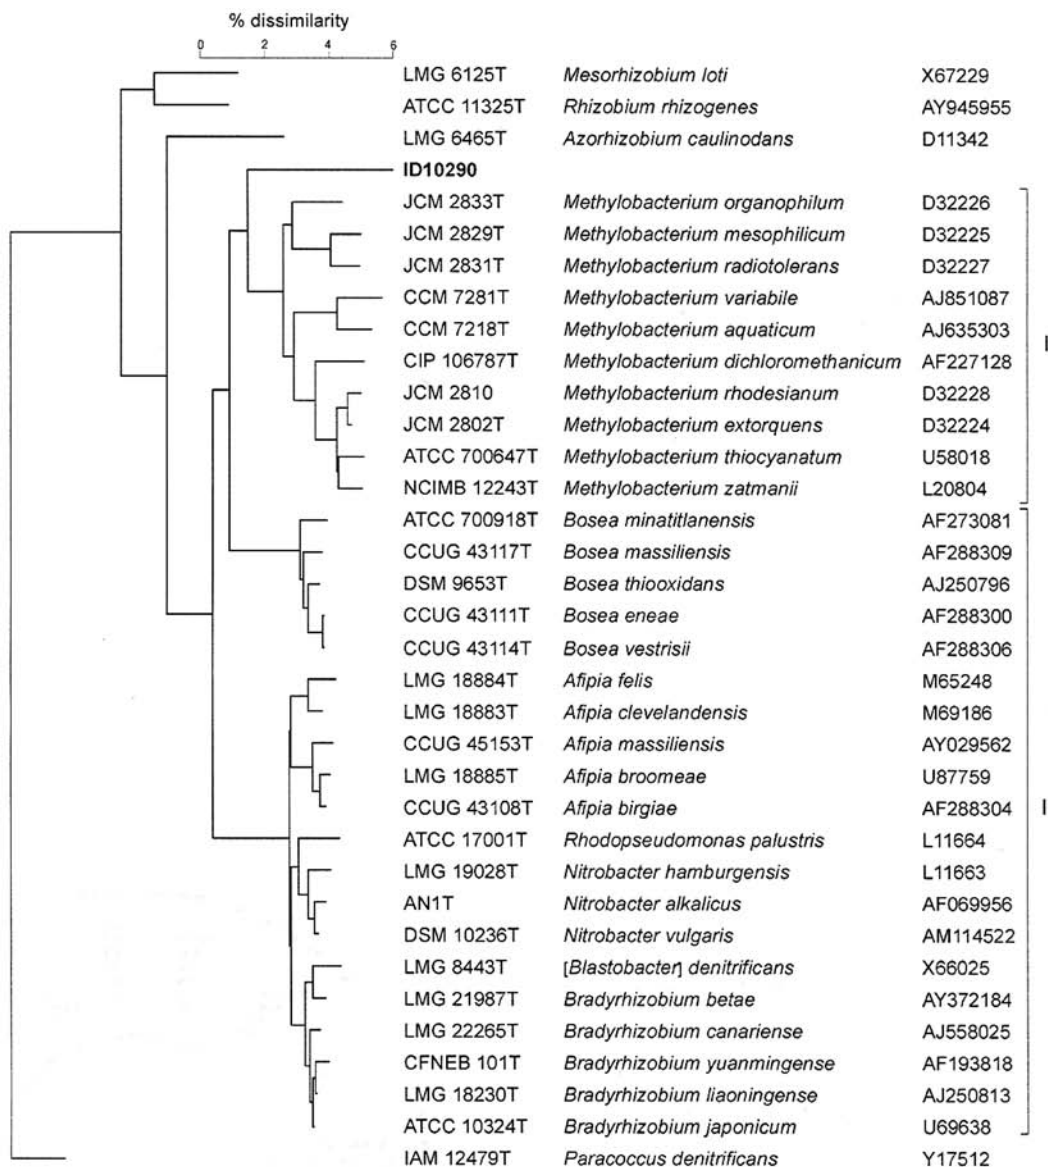 % dissimilarity
0 2 4 6
LMG 6125T Mesorhizobium loti X67229
ATCC 11325T Rhizobium rhizogenes AY945955
LMG 6465T Azorhizobium caulinodans D11342
ID10290
JCM 2833T Methylobacterium organophilum D32226
JCM 2829T Methylobacterium mesophilicum D32225
JCM 2831T Methylobacterium radiotolerans D32227
CCM 7281T Methylobacterium variabile AJ851087
CCM 7218T Methylobacterium aquaticum AJ635303
I
CIP 106787T Methylobacterium dichloromethanicum AF227128
JCM 2810 Methylobacterium rhodesianum D32228
JCM 2802T Methylobacterium extorquens D32224
ATCC 700647T Methylobacterium thiocyanatum U58018
NCIMB 12243T Methylobacterium zatmanii L20804
ATCC 700918T Bosea minatitlanensis AF273081
CCUG 43117T Bosea massiliensis AF288309
DSM 9653T Bosea thiooxidans AJ250796
CCUG 43111T Bosea eneae AF288300
CCUG 43114T Bosea vestrisii AF288306
LMG 18884T Afipia felis M65248
LMG 18883T Afipia clevelandensis M69186
CCUG 45153T Afipia massiliensis AY029562
LMG 18885T Afipia broomeae U87759
CCUG 43108T Afipia birgiae AF288304 I
ATCC 17001T Rhodopseudomonas palustris L11664
LMG 19028T Nitrobacter hamburgensis L11663
AN1T Nitrobacter alkalicus AF069956
DSM 10236T Nitrobacter vulgaris AM114522
LMG 8443T [Blastobacter] denitrificans X66025
LMG 21987T Bradyrhizobium betae AY372184
LMG 22265T Bradyrhizobium canariense AJ558025
CFNEB 101T Bradyrhizobium yuanmingense AF193818
LMG 18230T Bradyrhizobium liaoningense AJ250813
ATCC 10324T Bradyrhizobium japonicum U69638
IAM 12479T Paracoccus denitrificans Y17512